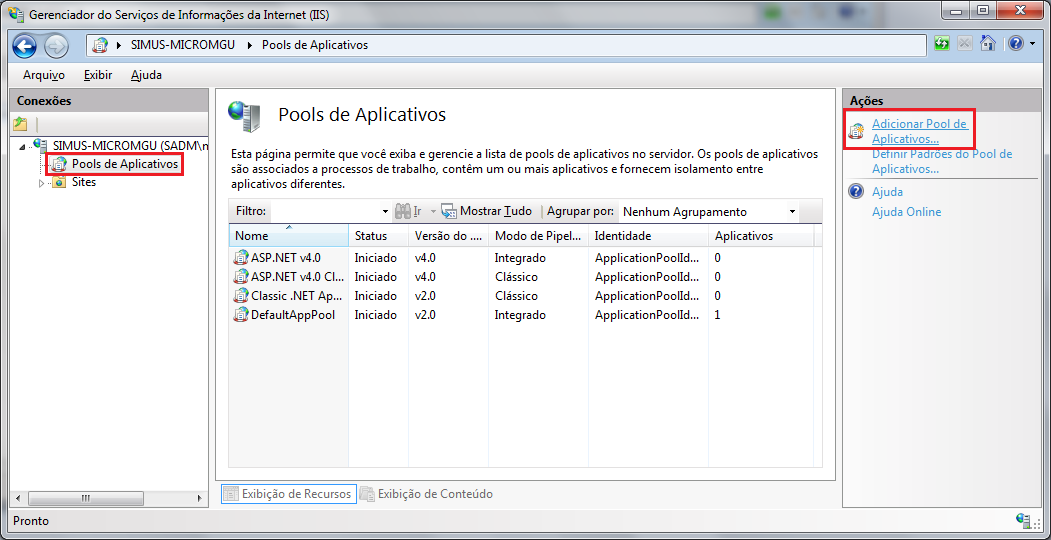 Gerenciador do Serviços de Informações da Internet (IIS)
SIMUS-MICROMGU
Pools de Aplicativos
Arquivo
Exibir
Ajuda
Conexões
SIMUS-MICROMGU (SADM\n
Pools de Aplicativos
Sites
Pools de Aplicativos
Esta página permite que você exiba e gerencie a lista de pools de aplicativos no servidor. Os pools de aplicativos
são associados a processos de trabalho, contêm um ou mais aplicativos e fornecem isolamento entre
aplicativos diferentes.
Filtro:
Ir
Mostrar Tudo
Agrupar por:
Nenhum Agrupamento
Nome Status Versão do .... Modo de Pipel... Identidade Aplicativos
ASP.NET v4.0 Iniciado v4.0 Integrado ApplicationPoolId... 0
ASP.NET v4.0 Cl... Iniciado v4.0 Clássico ApplicationPoolId... 0
Classic .NET Ap... Iniciado v2.0 Clássico ApplicationPoolId... 0
DefaultAppPool Iniciado v2.0 Integrado ApplicationPoolId... 1
Exibição de Recursos
Exibição de Conteúdo
Ações
Adicionar Pool de
Aplicativos...
Definir Padrões do Pool de
Aplicativos...
Ajuda
Ajuda Online
Pronto